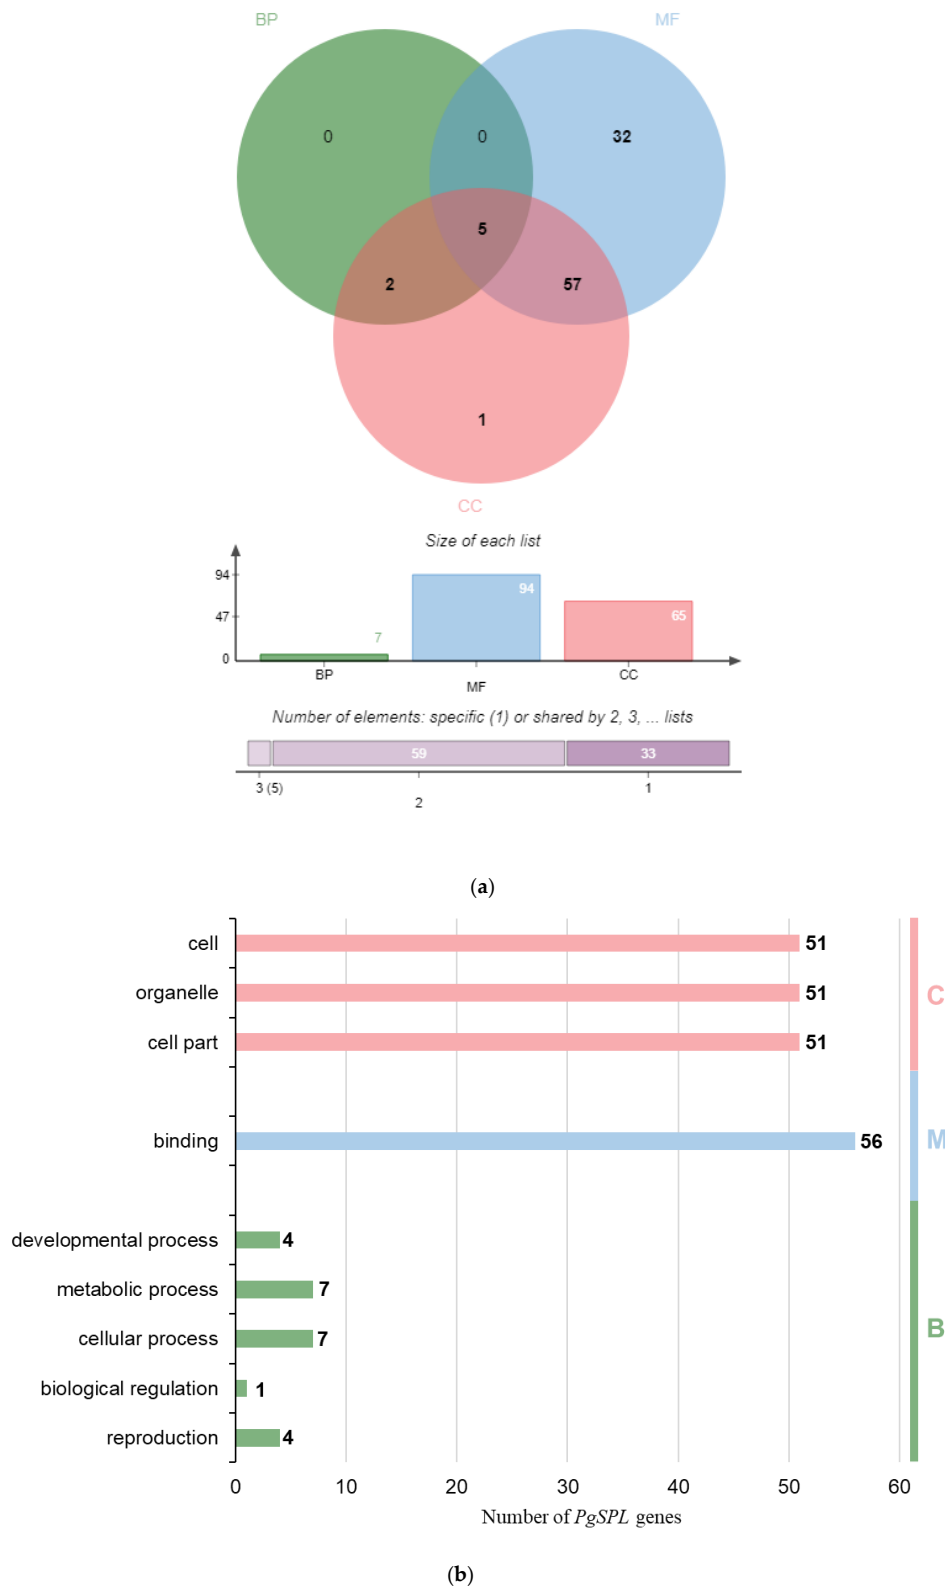 BP MF
0 0 32
5
2 57
1
CC
Size of each list
94
47
0
7
94
65
BP MF CC
Number of elements: specific (1) or shared by 2, 3, ... lists
59 33
3 (5) 2 1
(a)
cell 51
organelle 51
C
cell part 51
binding 56
M
developmental process 4
metabolic process 7
cellular process 7
B
biological regulation 1
reproduction 4
0 10 20 30 40 50 60
Number of PgSPL genes
(b)